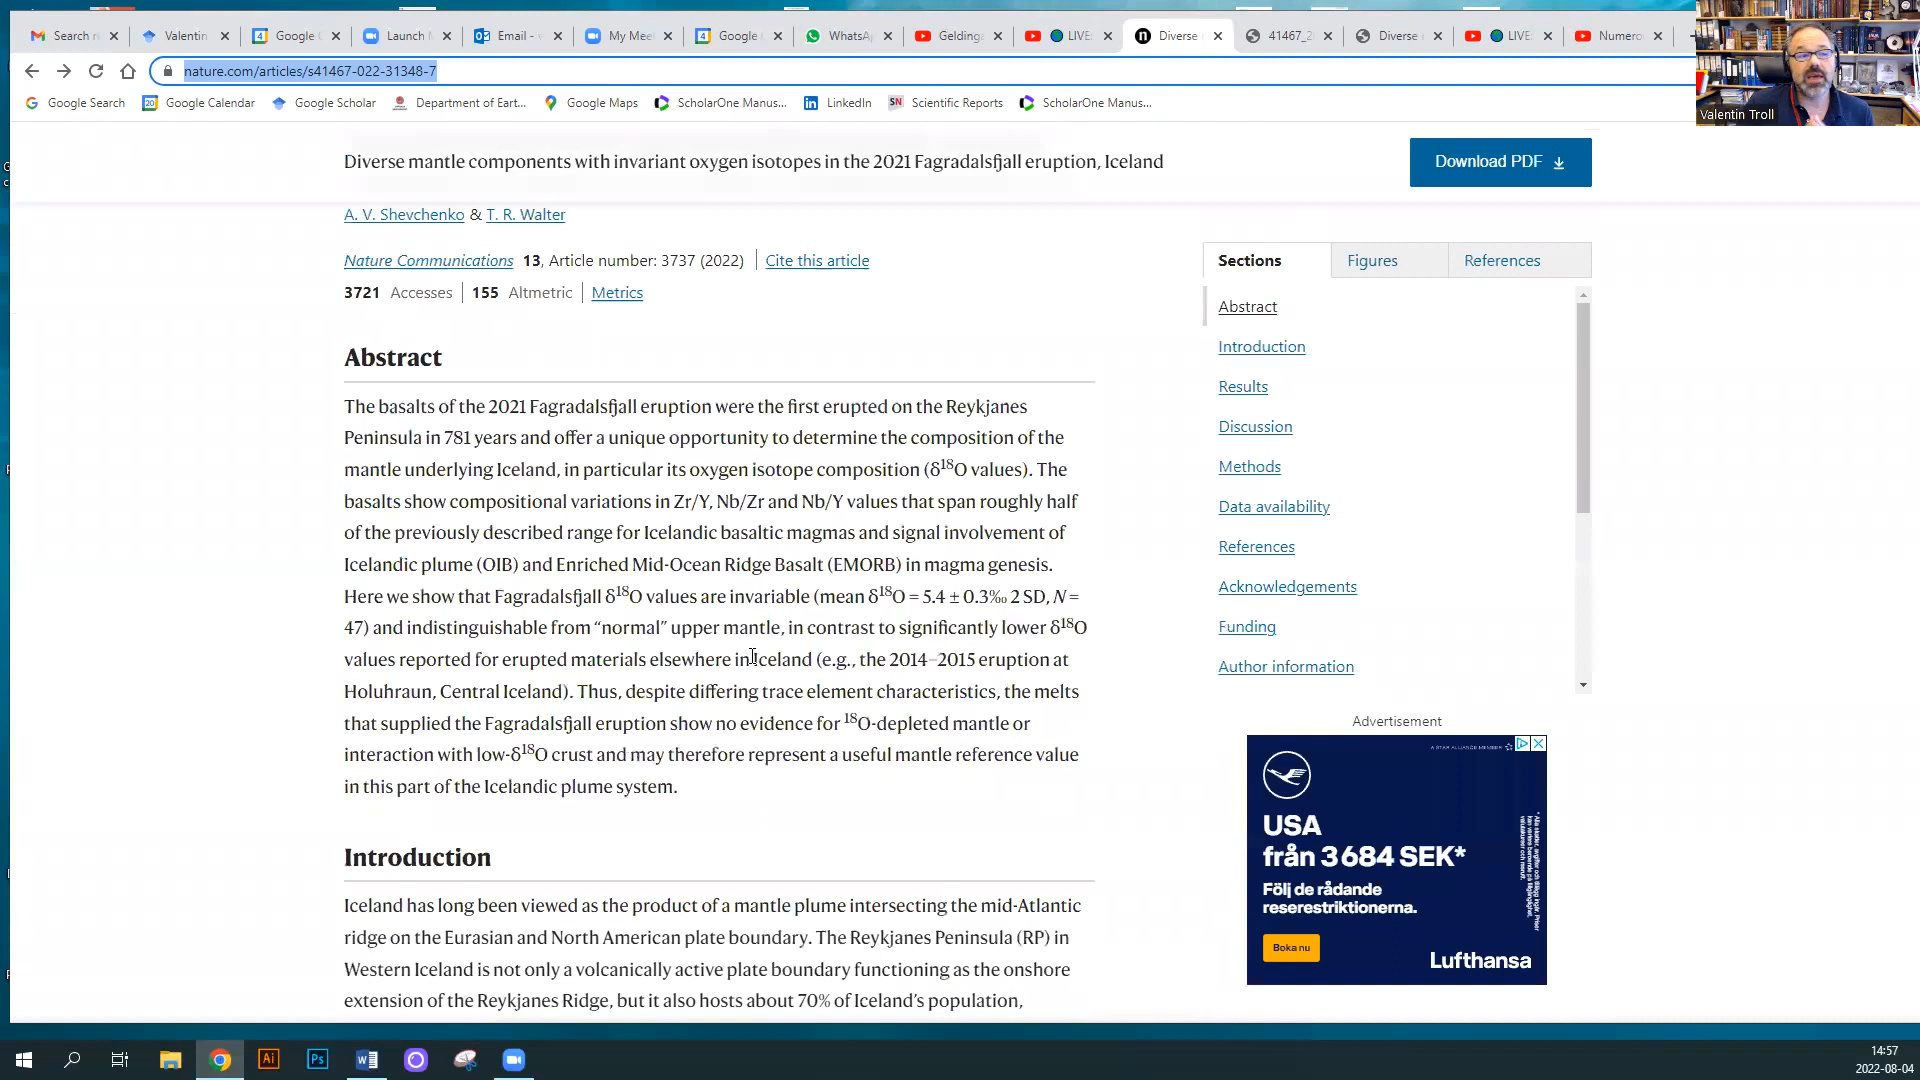 Search r
Valentin
Google C
Launch M
Email - v
My Mee
Google C
WhatsAp
Gelding
LIVE
Diverse
41467_2
Diverse
LIVE
Numero
nature.com/articles/s41467-022-31348-7
Google Search
Google Calendar
Google Scholar
Department of Eart...
Google Maps
ScholarOne Manus...
LinkedIn
SN Scientific Reports
ScholarOne Manus...
Valentin Troll
Diverse mantle components with invariant oxygen isotopes in the 2021 Fagradalsfjall eruption, Iceland
Download PDF
A. V. Shevchenko & T. R. Walter
Nature Communications 13, Article number: 3737 (2022) | Cite this article
3721 Accesses | 155 Altmetric | Metrics
Abstract
The basalts of the 2021 Fagradalsfjall eruption were the first erupted on the Reykjanes
Peninsula in 781 years and offer a unique opportunity to determine the composition of the
mantle underlying Iceland, in particular its oxygen isotope composition (δ18O values). The
basalts show compositional variations in Zr/Y, Nb/Zr and Nb/Y values that span roughly half
of the previously described range for Icelandic basaltic magmas and signal involvement of
Icelandic plume (OIB) and Enriched Mid-Ocean Ridge Basalt (EMORB) in magma genesis.
Here we show that Fagradalsfjall δ18O values are invariable (mean δ18O = 5.4 ± 0.3‰ 2 SD, N =
47) and indistinguishable from “normal” upper mantle, in contrast to significantly lower δ18O
values reported for erupted materials elsewhere in Iceland (e.g., the 2014–2015 eruption at
Holuhraun, Central Iceland). Thus, despite differing trace element characteristics, the melts
that supplied the Fagradalsfjall eruption show no evidence for 18O-depleted mantle or
interaction with low-δ18O crust and may therefore represent a useful mantle reference value
in this part of the Icelandic plume system.
Introduction
Iceland has long been viewed as the product of a mantle plume intersecting the mid-Atlantic
ridge on the Eurasian and North American plate boundary. The Reykjanes Peninsula (RP) in
Western Iceland is not only a volcanically active plate boundary functioning as the onshore
extension of the Reykjanes Ridge, but it also hosts about 70% of Iceland’s population,
Sections
Figures
References
Abstract
Introduction
Results
Discussion
Methods
Data availability
References
Acknowledgements
Funding
Author information
Advertisement
A STAR ALLIANCE MEMBER
USA
från 3 684 SEK*
Följ de rådande
reserestriktionerna.
Boka nu
Lufthansa
Ai
Ps
14:57
2022-08-04